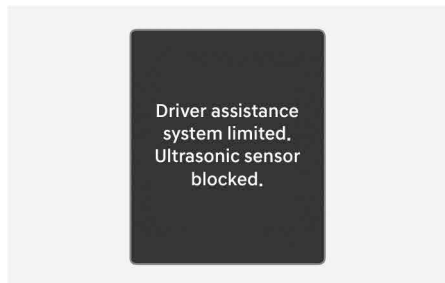 Driver assistance
system limited.
Ultrasonic sensor
blocked.